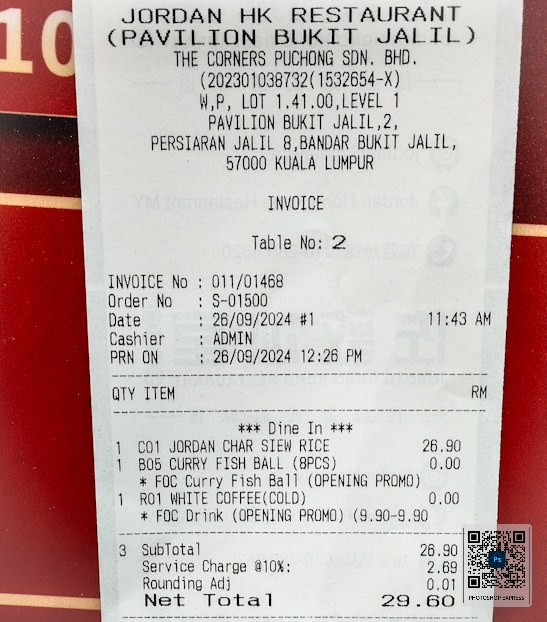 10
JORDAN HK RESTAURANT
(PAVILION BUKIT JALIL)
THE CORNERS PUCHONG SDN. BHD.
(202301038732(1532654-X)
W,P, LOT 1.41.00,LEVEL 1
PAVILION BUKIT JALIL,2,
PERSIARAN JALIL 8,BANDAR BUKIT JALIL,
57000 KUALA LUMPUR
INVOICE
Table No: 2
INVOICE No : 011/01468
Order No : S-01500
Date : 26/09/2024 #1 11:43 AM
Cashier : ADMIN
PRN ON : 26/09/2024 12:26 PM
QTY ITEM RM
*** Dine In ***
1 C01 JORDAN CHAR SIEW RICE 26.90
1 B05 CURRY FISH BALL (8PCS) 0.00
* FOC Curry Fish Ball (OPENING PROMO)
1 R01 WHITE COFFEE(COLD) 0.00
* FOC Drink (OPENING PROMO) (9.90-9.90
3 SubTotal 26.90
Service Charge @10%: 2.69
Rounding Adj 0.01
Net Total 29.60
Ps
PHOTOSHOP EXPRESS